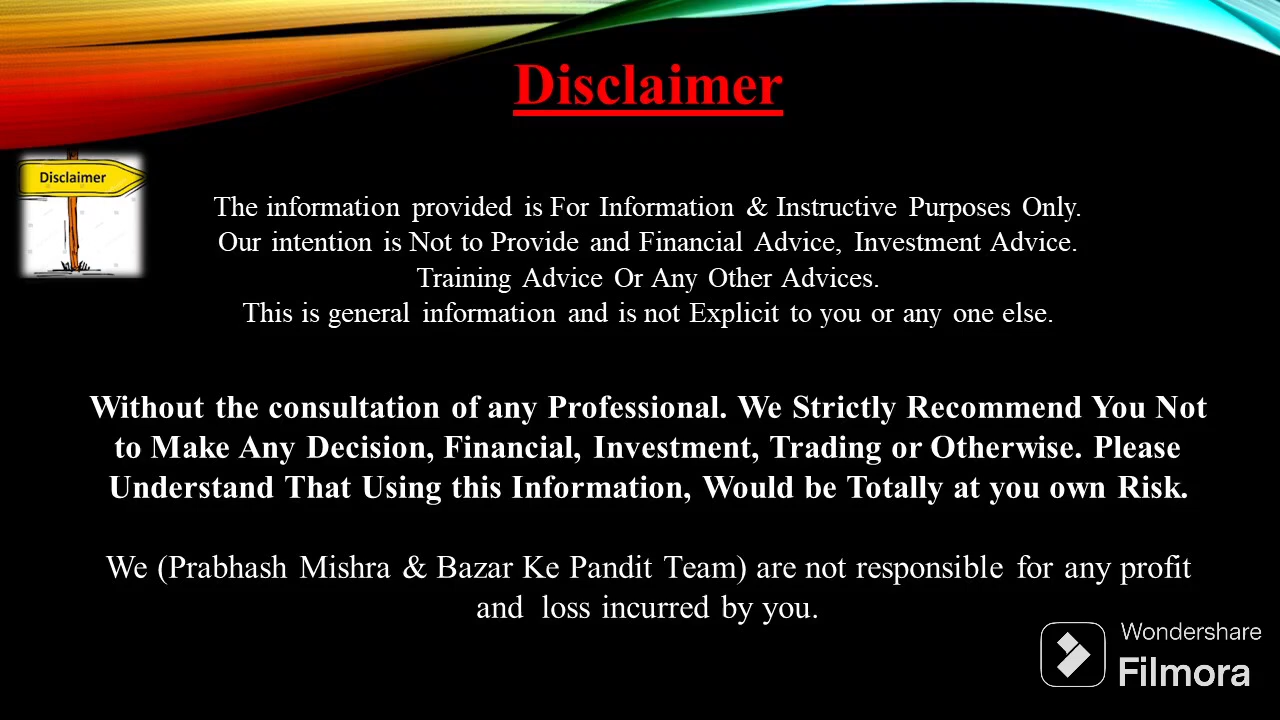 Disclaimer
Disclaimer
The information provided is For Information & Instructive Purposes Only.
Our intention is Not to Provide and Financial Advice, Investment Advice.
Training Advice Or Any Other Advices.
This is general information and is not Explicit to you or any one else.
Without the consultation of any Professional. We Strictly Recommend You Not
to Make Any Decision, Financial, Investment, Trading or Otherwise. Please
Understand That Using this Information, Would be Totally at you own Risk.
We (Prabhash Mishra & Bazar Ke Pandit Team) are not responsible for any profit
and loss incurred by you.
Wondershare
Filmora